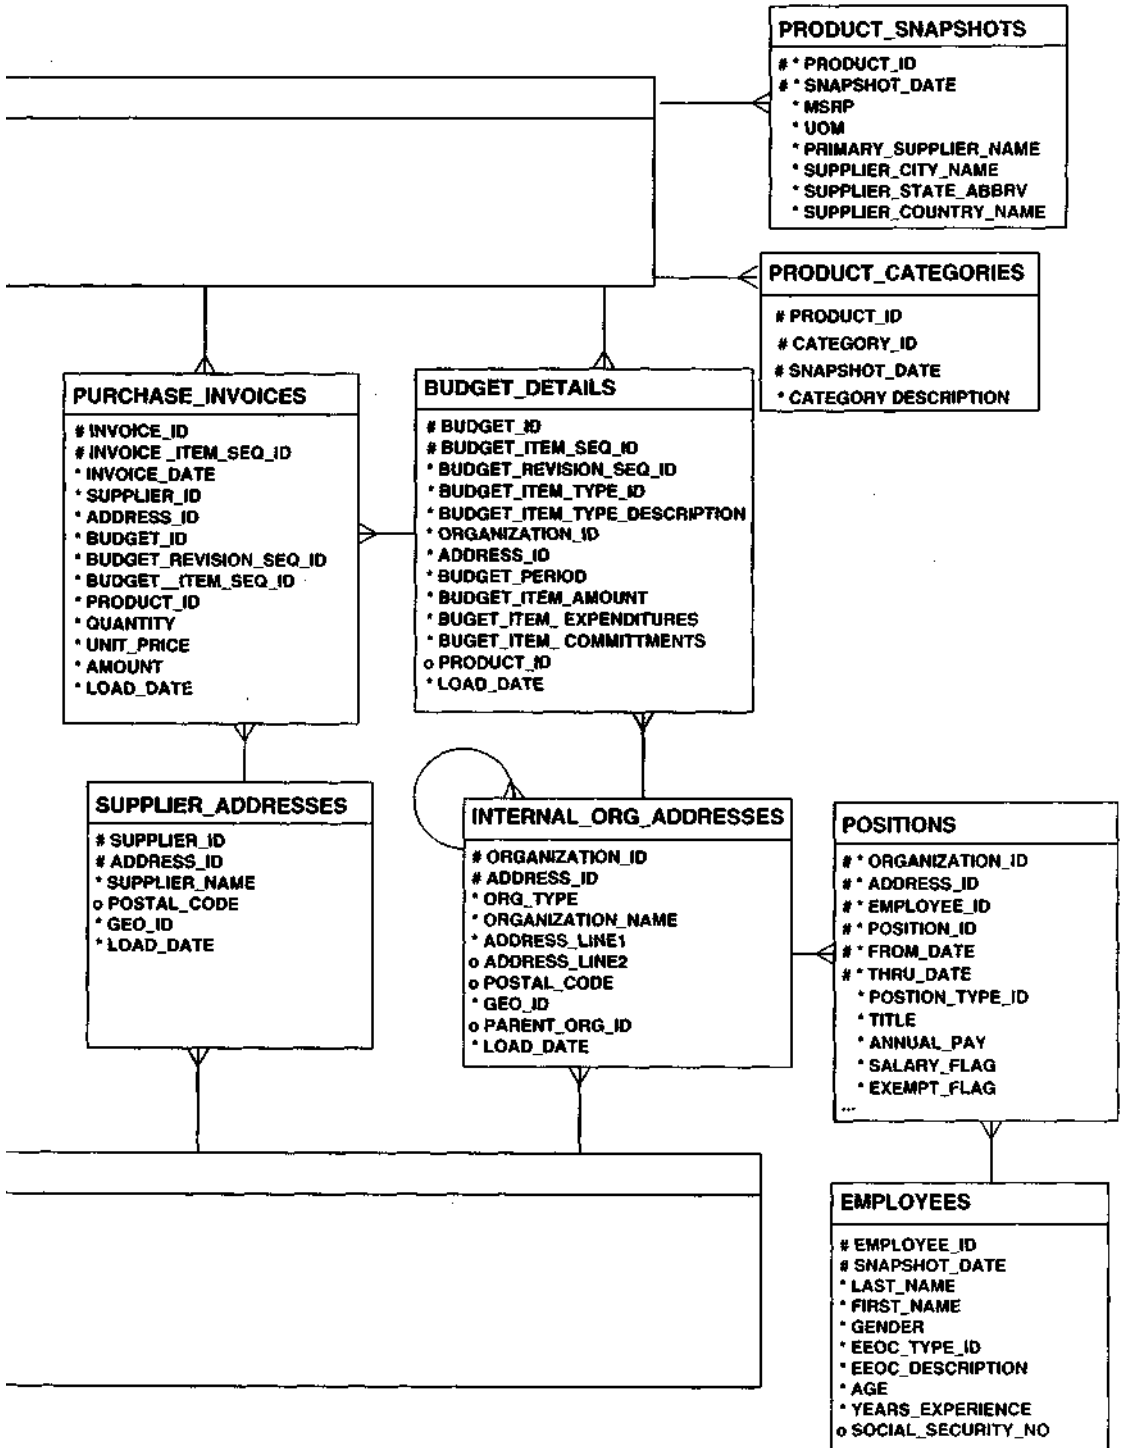 PRODUCT_SNAPSHOTS
# * PRODUCT_ID
# * SNAPSHOT_DATE
* MSRP
* UOM
* PRIMARY_SUPPLIER_NAME
* SUPPLIER_CITY_NAME
* SUPPLIER_STATE_ABBRV
* SUPPLIER_COUNTRY_NAME
PRODUCT_CATEGORIES
# PRODUCT_ID
# CATEGORY_ID
# SNAPSHOT_DATE
* CATEGORY DESCRIPTION
PURCHASE_INVOICES
# INVOICE_ID
# INVOICE _ITEM_SEQ_ID
* INVOICE_DATE
* SUPPLIER_ID
* ADDRESS_ID
* BUDGET_ID
* BUDGET_REVISION_SEQ_ID
* BUDGET__ITEM_SEQ_ID
* PRODUCT_ID
* QUANTITY
* UNIT_PRICE
* AMOUNT
* LOAD_DATE
BUDGET_DETAILS
# BUDGET_ID
# BUDGET_ITEM_SEQ_ID
* BUDGET_REVISION_SEQ_ID
* BUDGET_ITEM_TYPE_ID
* BUDGET_ITEM_TYPE_DESCRIPTION
* ORGANIZATION_ID
* ADDRESS_ID
* BUDGET_PERIOD
* BUDGET_ITEM_AMOUNT
* BUGET_ITEM_ EXPENDITURES
* BUGET_ITEM_ COMMITTMENTS
o PRODUCT_ID
* LOAD_DATE
SUPPLIER_ADDRESSES
# SUPPLIER_ID
# ADDRESS_ID
* SUPPLIER_NAME
o POSTAL_CODE
* GEO_ID
* LOAD_DATE
INTERNAL_ORG_ADDRESSES
# ORGANIZATION_ID
# ADDRESS_ID
* ORG_TYPE
* ORGANIZATION_NAME
* ADDRESS_LINE1
o ADDRESS_LINE2
o POSTAL_CODE
* GEO_ID
o PARENT_ORG_ID
* LOAD_DATE
POSITIONS
# * ORGANIZATION_ID
# * ADDRESS_ID
# * EMPLOYEE_ID
# * POSITION_ID
# * FROM_DATE
# * THRU_DATE
* POSTION_TYPE_ID
* TITLE
* ANNUAL_PAY
* SALARY_FLAG
* EXEMPT_FLAG
...
EMPLOYEES
# EMPLOYEE_ID
# SNAPSHOT_DATE
* LAST_NAME
* FIRST_NAME
* GENDER
* EEOC_TYPE_ID
* EEOC_DESCRIPTION
* AGE
* YEARS_EXPERIENCE
o SOCIAL_SECURITY_NO